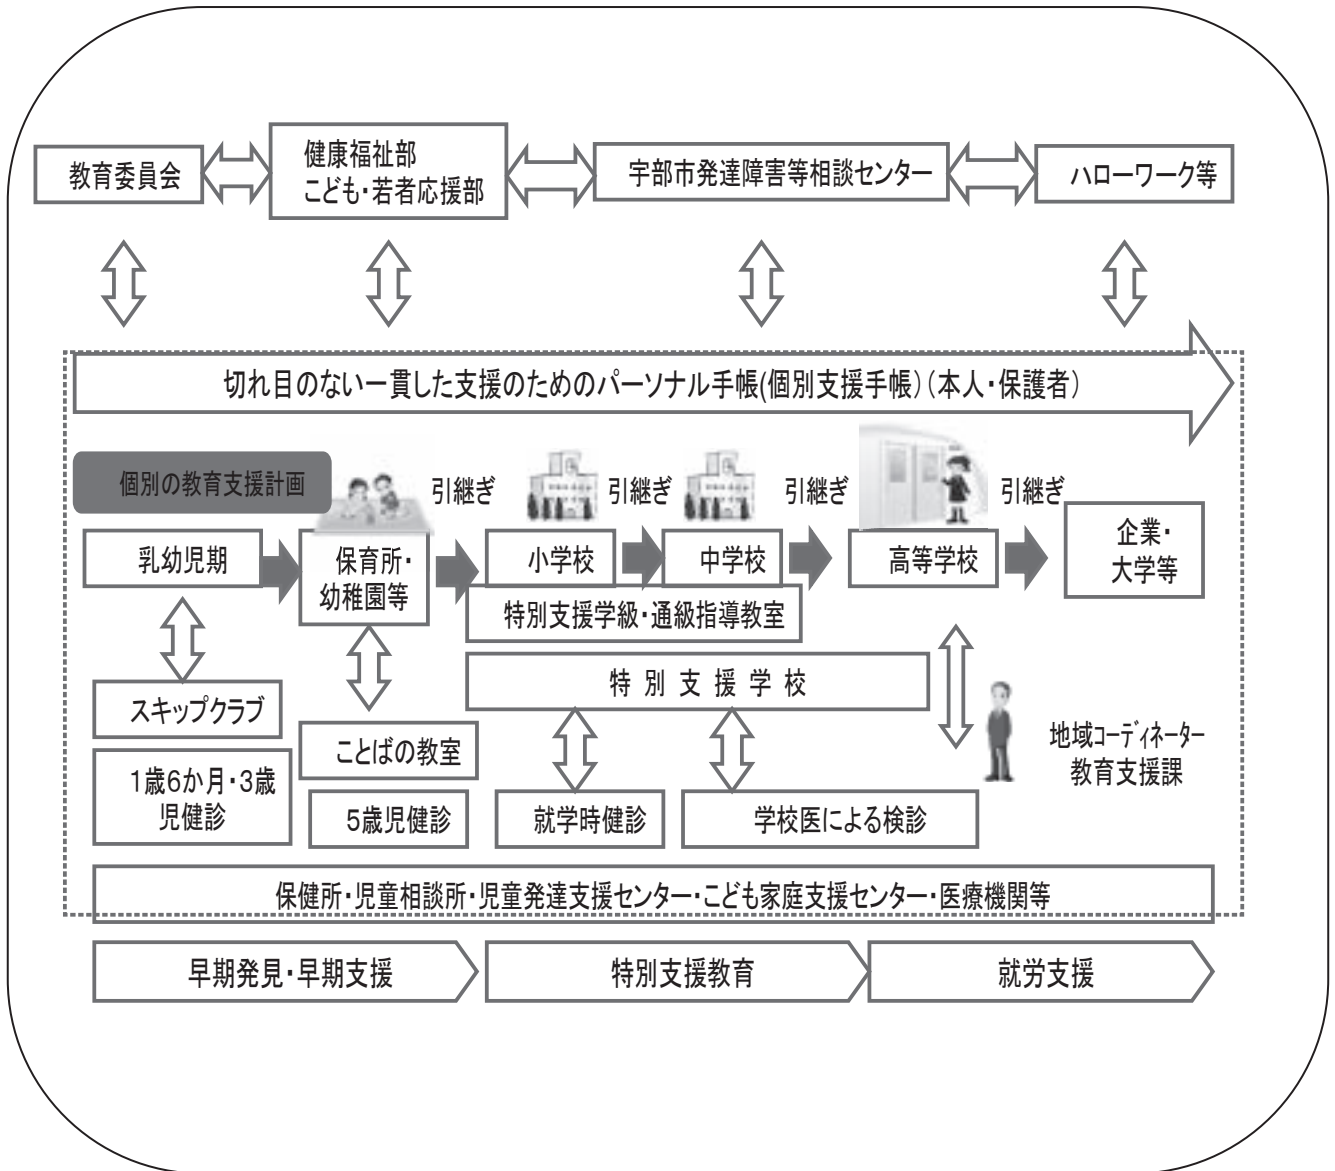 教育委員会
健康福祉部
こども・若者応援部
宇部市発達障害等相談センター
ハローワーク等
切れ目のない一貫した支援のためのパーソナル手帳(個別支援手帳)(本人・保護者)
個別の教育支援計画
引継ぎ
引継ぎ
引継ぎ
引継ぎ
乳幼児期
保育所・
幼稚園等
小学校
中学校
高等学校
企業・
大学等
特別支援学級・通級指導教室
特別支援学校
スキップクラブ
ことばの教室
地域コーディネーター
教育支援課
1歳6か月・3歳
児健診
5歳児健診
就学時健診
学校医による検診
保健所・児童相談所・児童発達支援センター・こども家庭支援センター・医療機関等
早期発見・早期支援
特別支援教育
就労支援